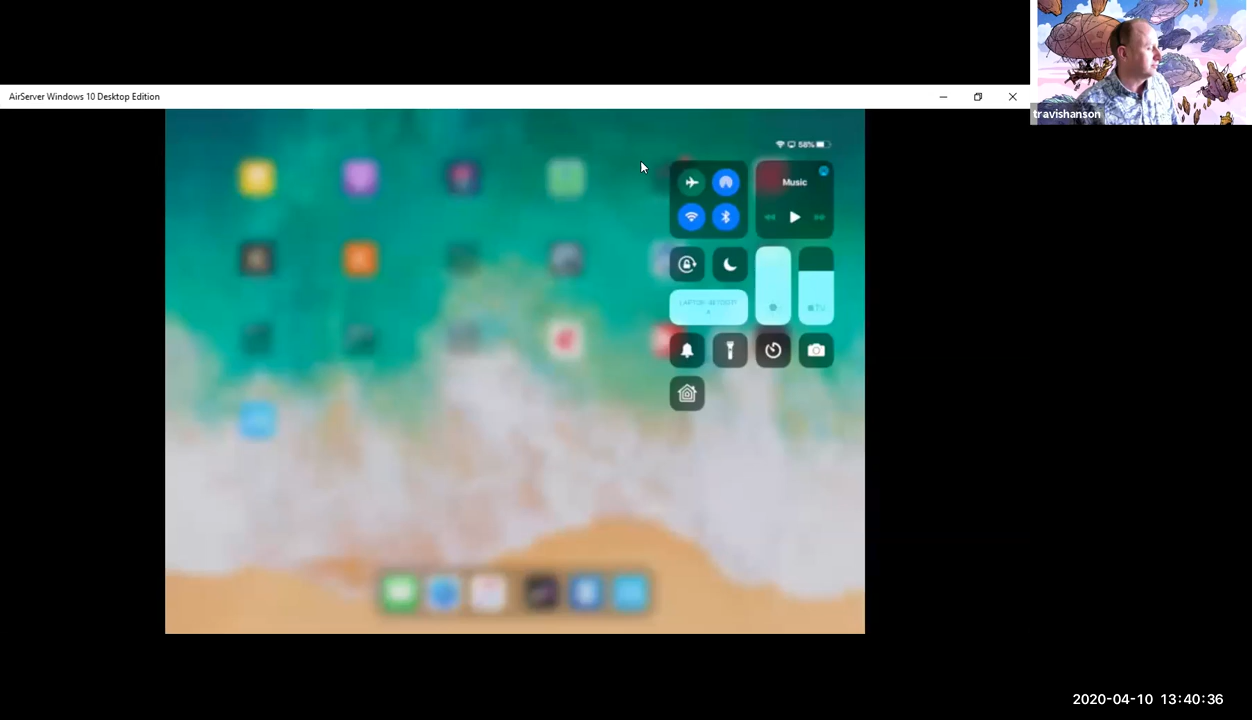 AirServer Windows 10 Desktop Edition
travishanson
58%
Music
2020-04-10 13:40:36